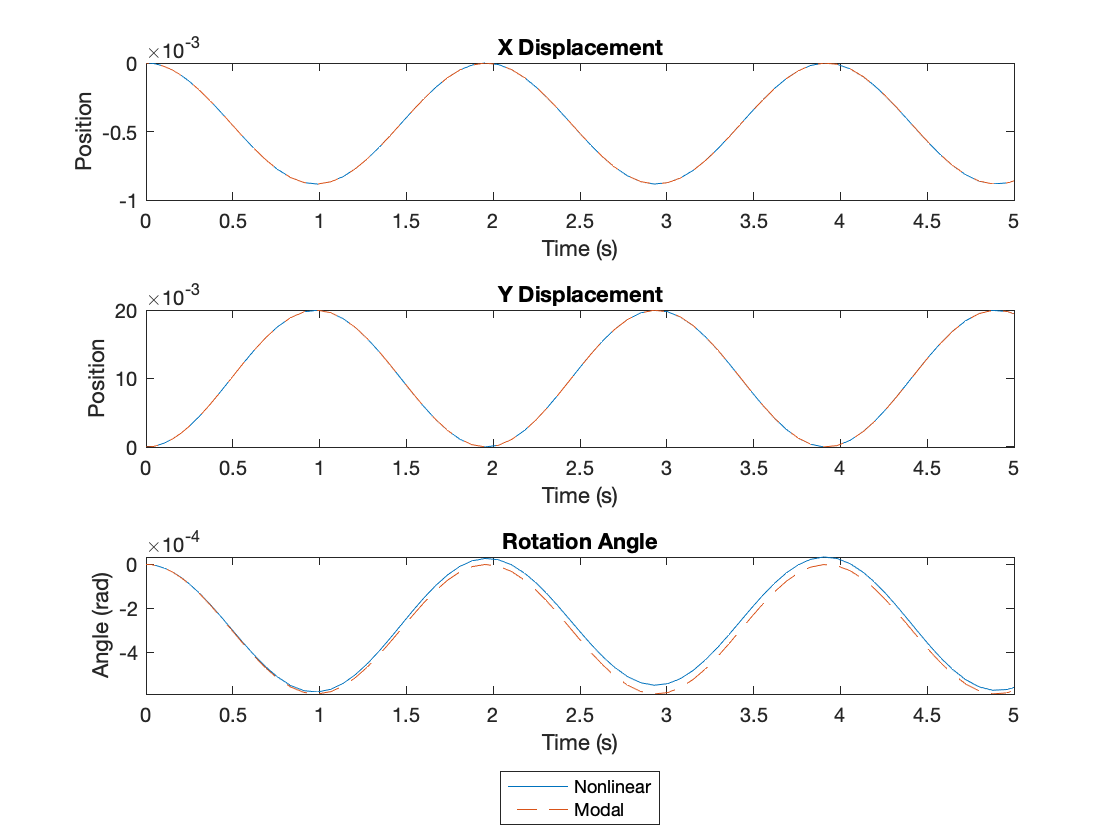 ×10-3
X Displacement
0
-0.5
-1
Position
0 0.5 1 1.5 2 2.5 3 3.5 4 4.5 5
Time (s)
×10-3
Y Displacement
20
10
0
Position
0 0.5 1 1.5 2 2.5 3 3.5 4 4.5 5
Time (s)
×10-4
Rotation Angle
0
-2
-4
Angle (rad)
0 0.5 1 1.5 2 2.5 3 3.5 4 4.5 5
Time (s)
Nonlinear
Modal